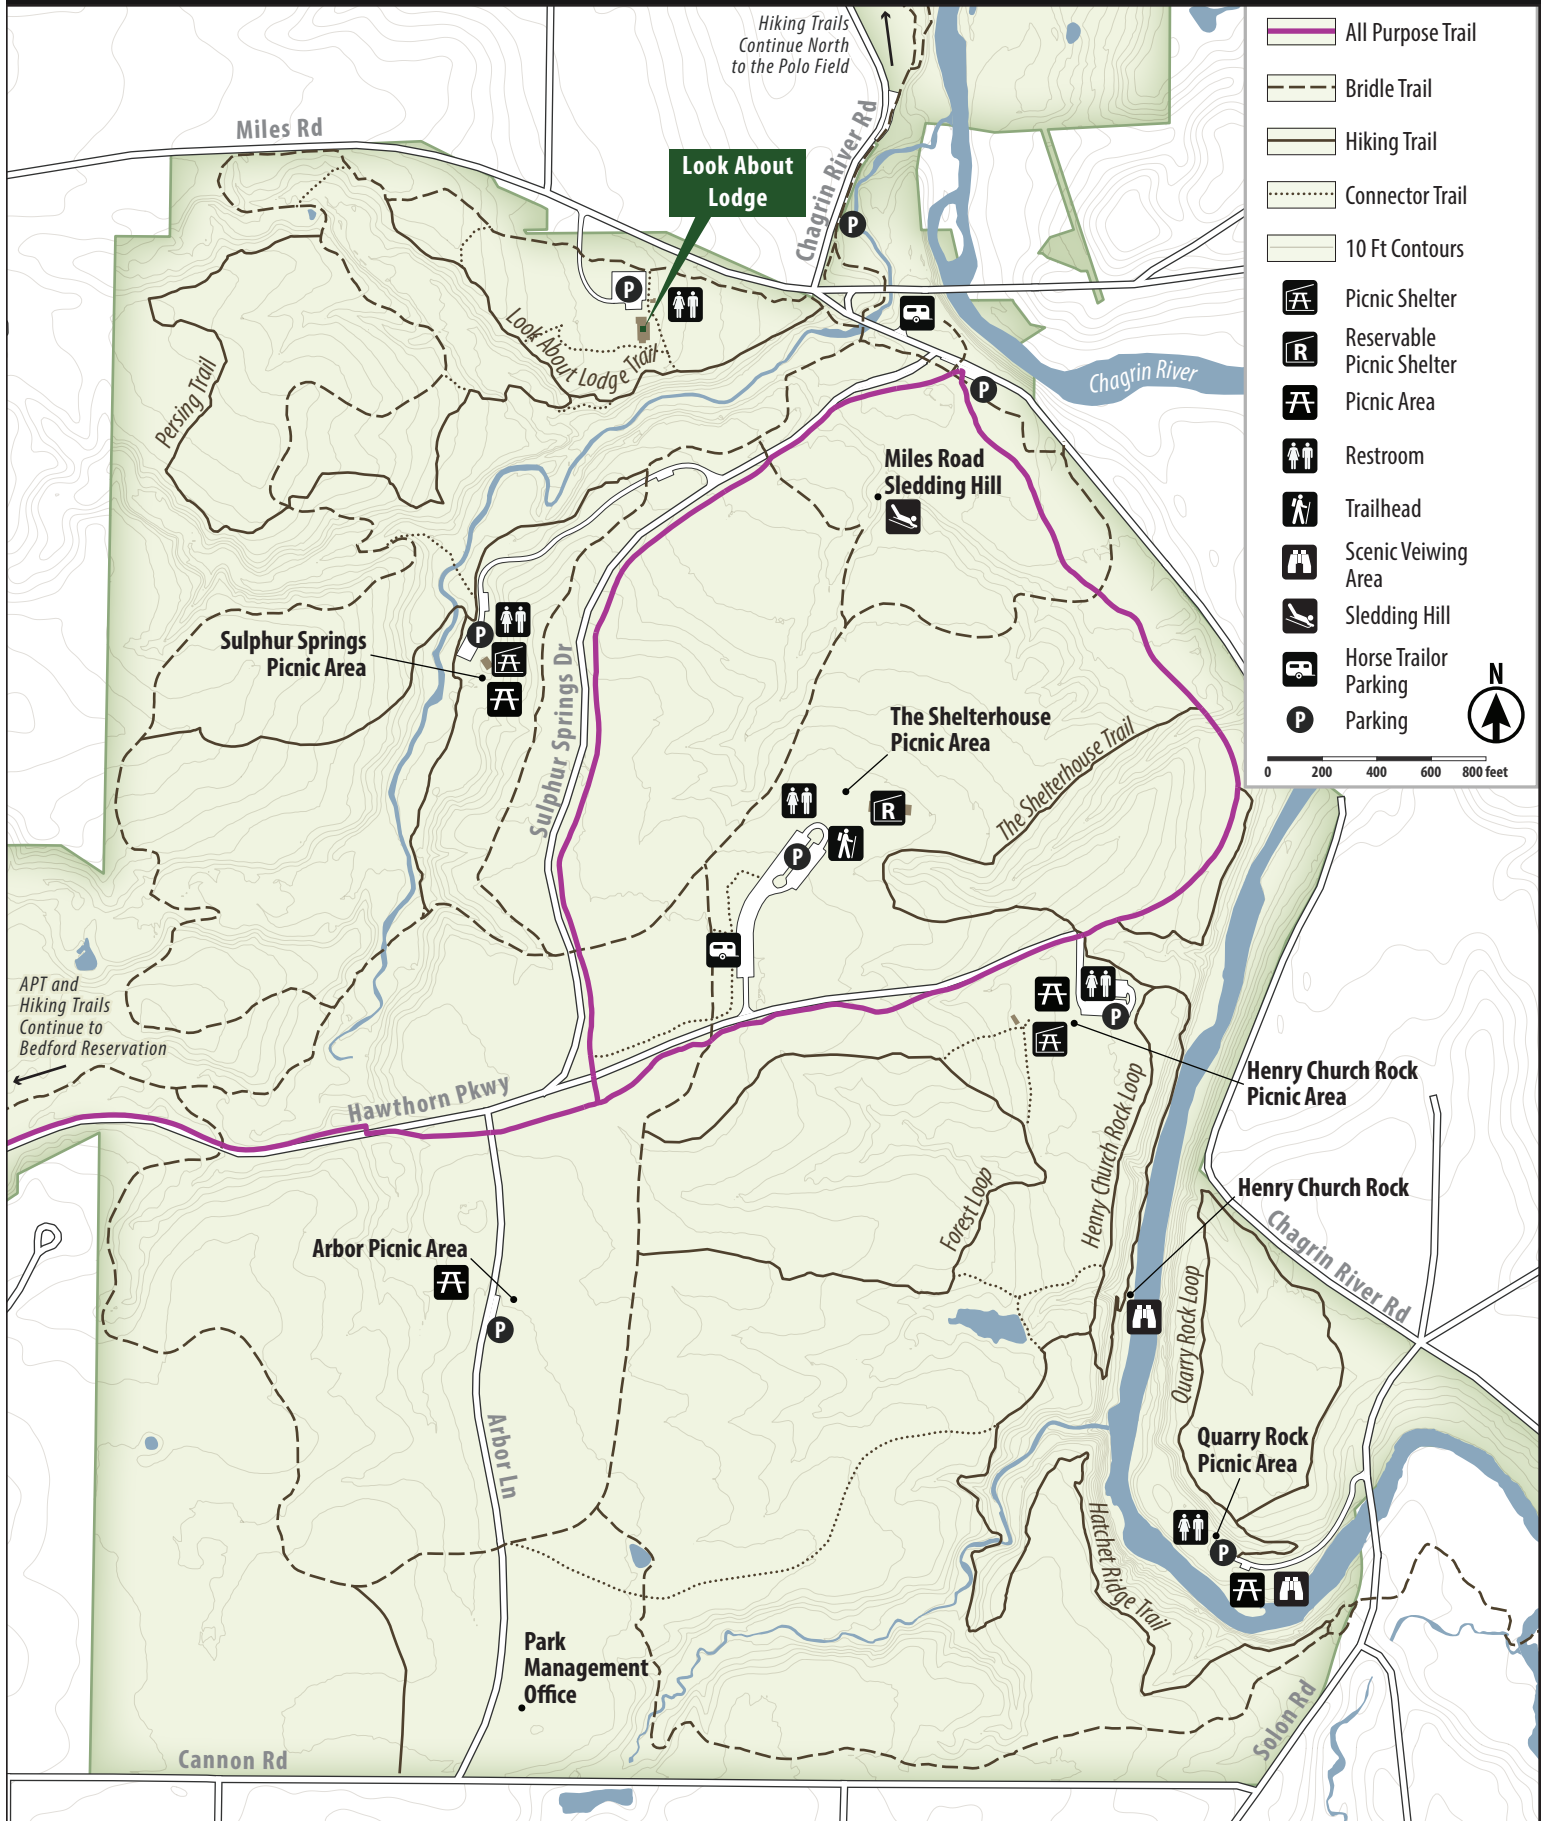 Hiking Trails
Continue North
to the Polo Field
Miles Rd
Chagrin River Rd
Look About
Lodge
P
P
Look About Lodge Trail
Persing Trail
Chagrin River
P
Miles Road
Sledding Hill
Sulphur Springs
Picnic Area
P
Sulphur Springs Dr
The Shelterhouse
Picnic Area
The Shelterhouse Trail
R
P
APT and
Hiking Trails
Continue to
Bedford Reservation
P
Henry Church Rock
Picnic Area
Hawthorn Pkwy
Henry Church Rock Loop
Forest Loop
Henry Church Rock
Chagrin River Rd
Arbor Picnic Area
P
Quarry Rock Loop
Arbor Ln
Quarry Rock
Picnic Area
P
Hatchet Ridge Trail
Park
Management
Office
Solon Rd
Cannon Rd
All Purpose Trail
Bridle Trail
Hiking Trail
Connector Trail
10 Ft Contours
Picnic Shelter
R
Reservable
Picnic Shelter
Picnic Area
Restroom
Trailhead
Scenic Veiwing
Area
Sledding Hill
Horse Trailor
Parking
P
Parking
N
0 200 400 600 800 feet